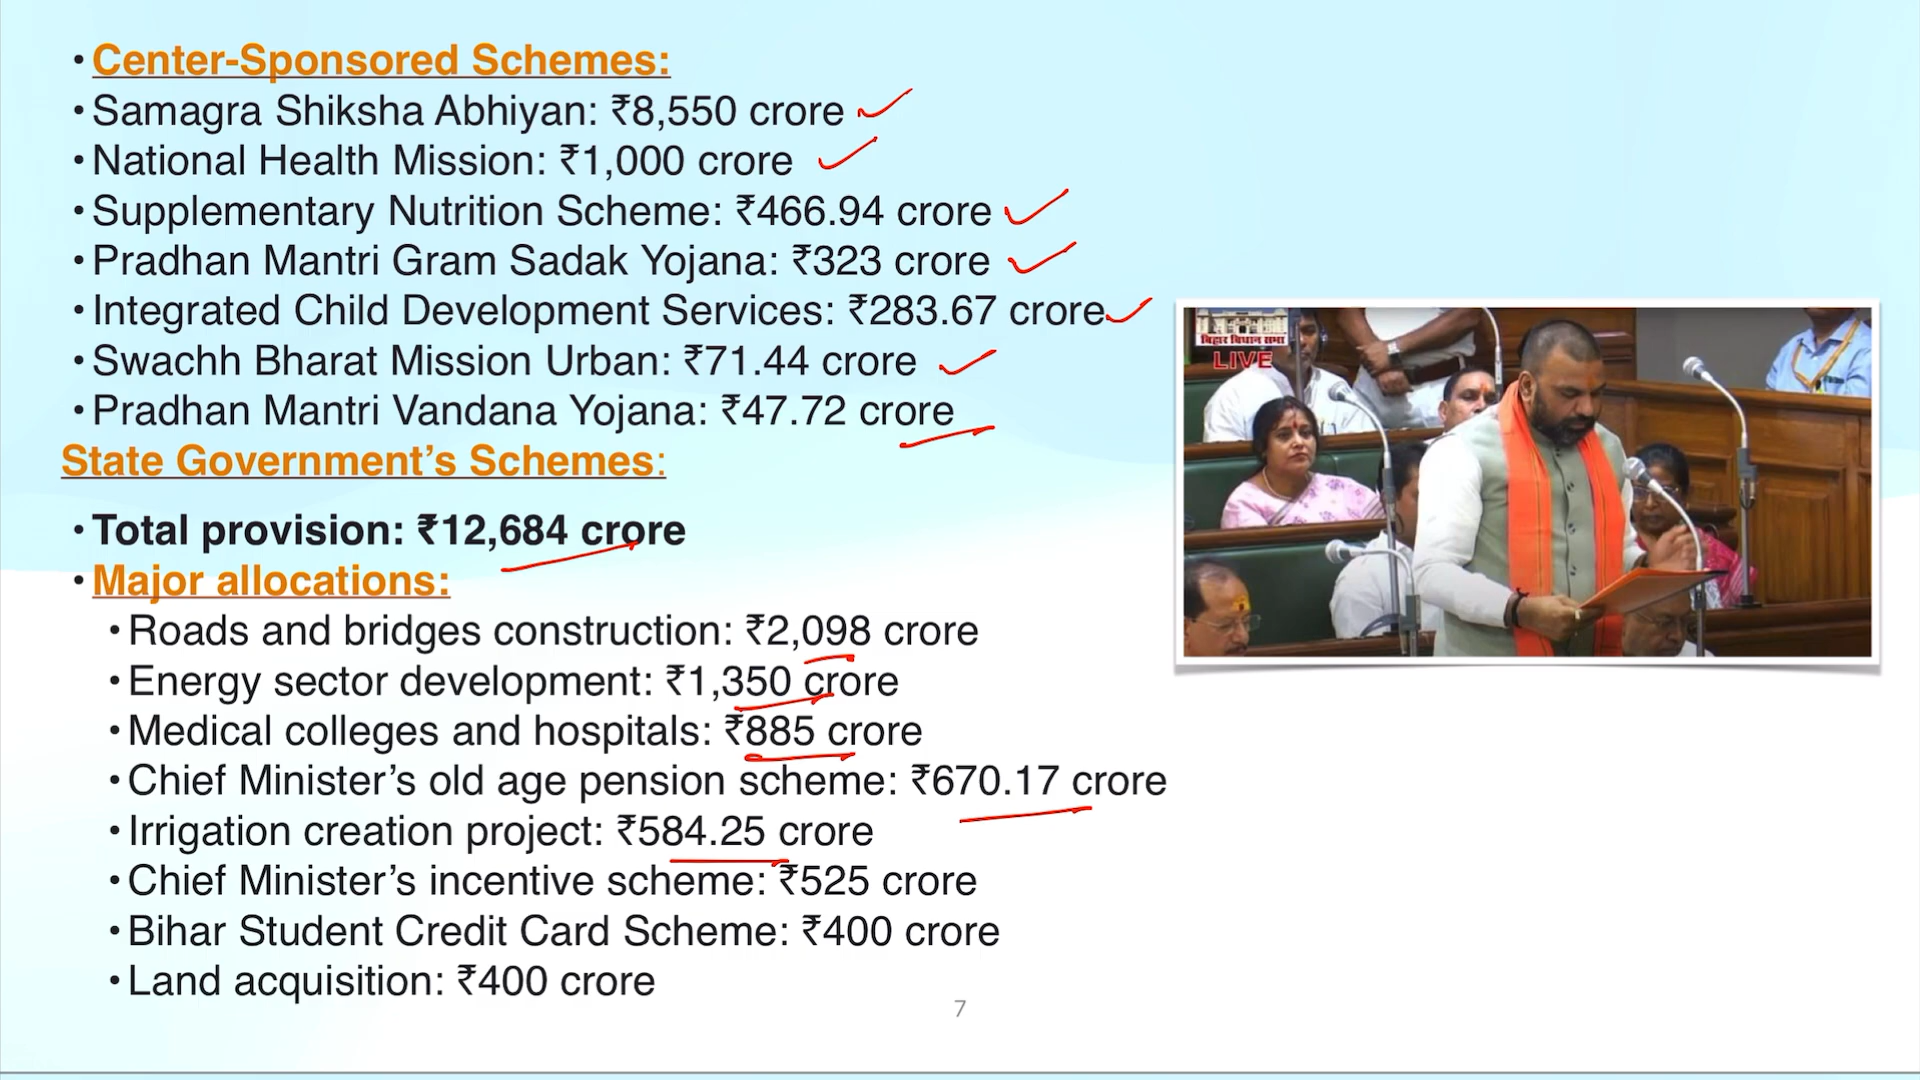 • Center-Sponsored Schemes:
• Samagra Shiksha Abhiyan: ₹8,550 crore
• National Health Mission: ₹1,000 crore
• Supplementary Nutrition Scheme: ₹466.94 crore
• Pradhan Mantri Gram Sadak Yojana: ₹323 crore
• Integrated Child Development Services: ₹283.67 crore
• Swachh Bharat Mission Urban: ₹71.44 crore
• Pradhan Mantri Vandana Yojana: ₹47.72 crore
State Government’s Schemes:
• Total provision: ₹12,684 crore
• Major allocations:
• Roads and bridges construction: ₹2,098 crore
• Energy sector development: ₹1,350 crore
• Medical colleges and hospitals: ₹885 crore
• Chief Minister’s old age pension scheme: ₹670.17 crore
• Irrigation creation project: ₹584.25 crore
• Chief Minister’s incentive scheme: ₹525 crore
• Bihar Student Credit Card Scheme: ₹400 crore
• Land acquisition: ₹400 crore
बिहार विधान सभा
LIVE
7